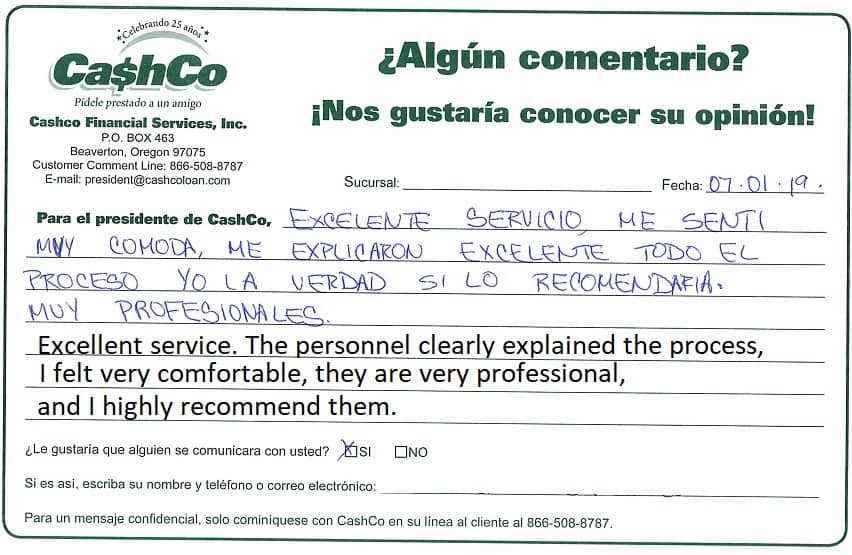 Celebrando 25 años
Ca$hCo
Pídele prestado a un amigo
Cashco Financial Services, Inc.
P.O. BOX 463
Beaverton, Oregon 97075
Customer Comment Line: 866-508-8787
E-mail: president@cashcoloan.com
¿Algún comentario?
¡Nos gustaría conocer su opinión!
Sucursal: Fecha: 07.01.19.
Para el presidente de CashCo, EXCELENTE SERVICIO, ME SENTI
MUY COMODA, ME EXPLICARON EXCELENTE TODO EL
PROCESO YO LA VERDAD SI LO RECOMENDARIA.
MUY PROFESIONALES.
Excellent service. The personnel clearly explained the process,
I felt very comfortable, they are very professional,
and I highly recommend them.
¿Le gustaria que alguien se comunicara con usted? X SI NO
Si es asi, escriba su nombre y teléfono o correo electrónico:
Para un mensaje confidencial, solo cominiquese con CashCo en su linea al cliente al 866-508-8787.